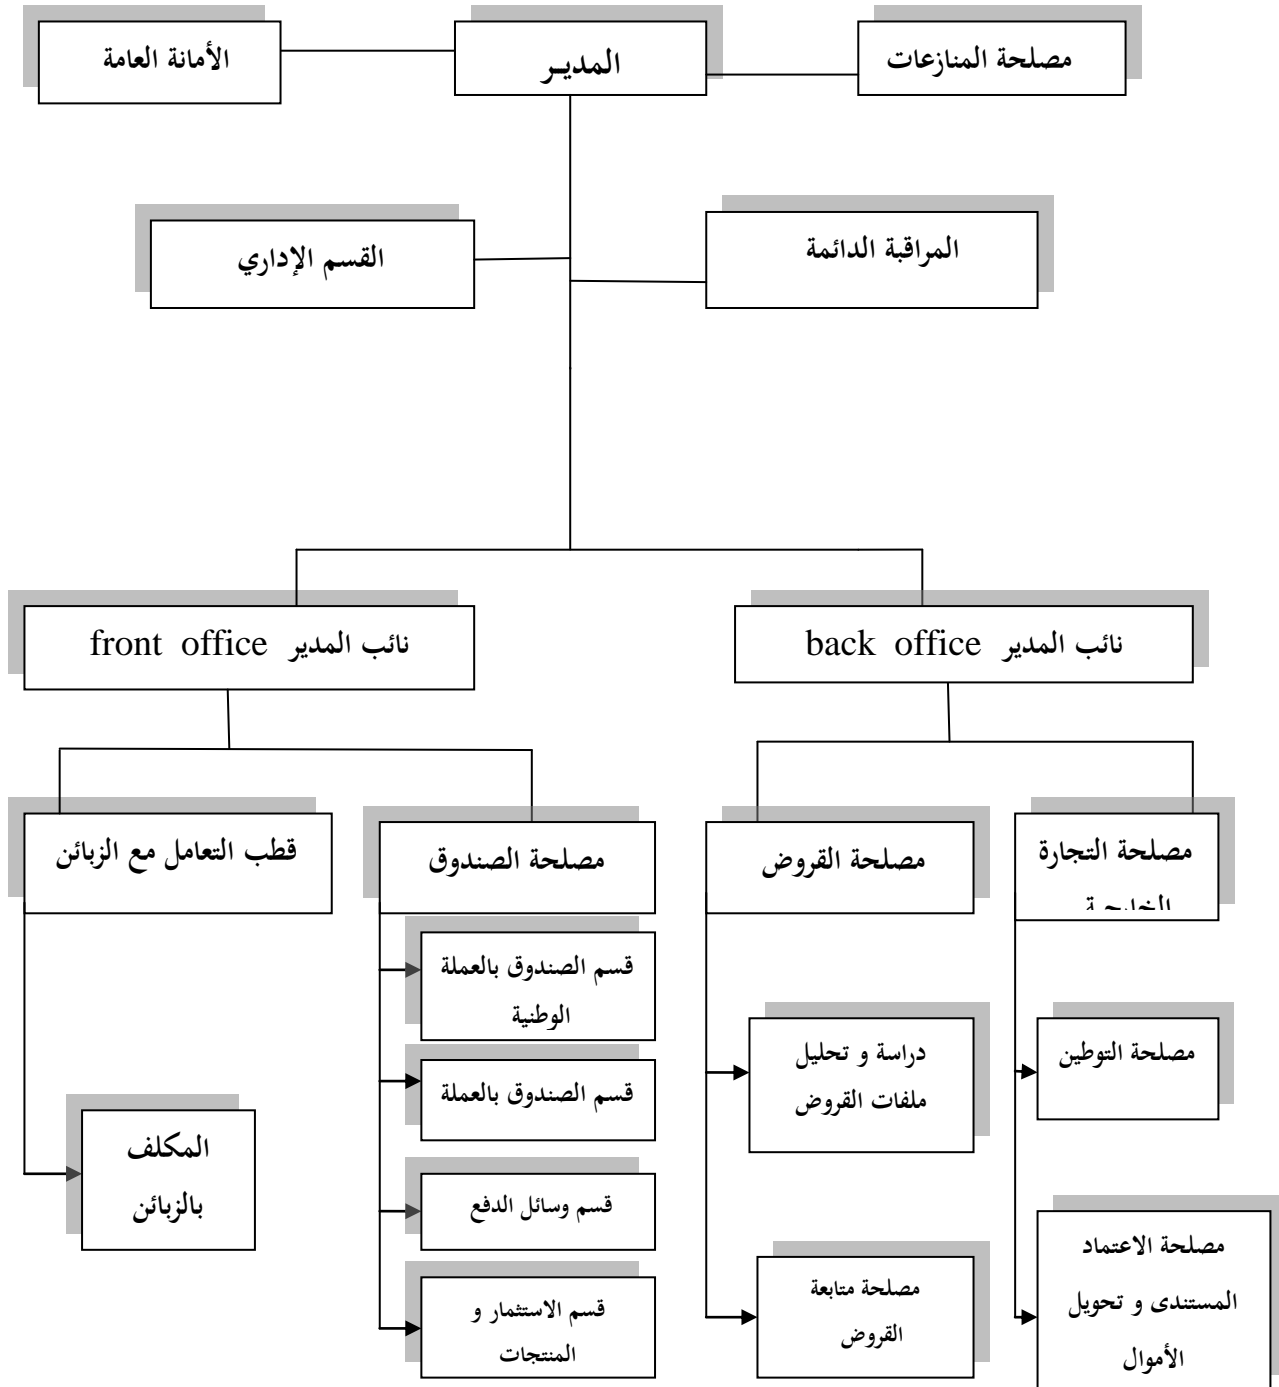 مصلحة المنازعات
المديـر
الأمانة العامة
المراقبة الدائمة
القسم الإداري
نائب المدير back office
نائب المدير front office
مصلحة التجارة
مصلحة القروض
مصلحة الصندوق
قطب التعامل مع الزبائن
مصلحة التوطين
مصلحة الاعتماد
المستندى و تحويل
الأموال
دراسة و تحليل
ملفات القروض
مصلحة متابعة
القروض
قسم الصندوق بالعملة
الوطنية
قسم الصندوق بالعملة
قسم وسائل الدفع
قسم الاستثمار و
المنتجات
المكلف
بالزبائن